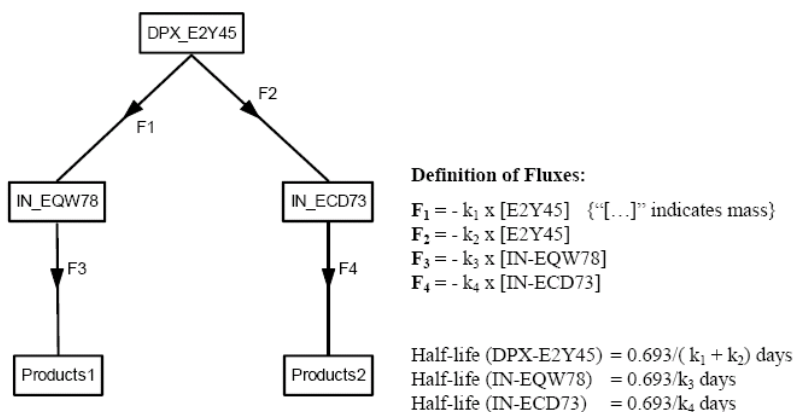 DPX_E2Y45
F2
F1
IN_EQW78
IN_ECD73
F3
F4
Products1
Products2
Definition of Fluxes:
F₁ = - k₁ x [E2Y45] {“[…]” indicates mass}
F₂ = - k₂ x [E2Y45]
F₃ = - k₃ x [IN-EQW78]
F₄ = - k₄ x [IN-ECD73]
Half-life (DPX-E2Y45) = 0.693/( k₁ + k₂) days
Half-life (IN-EQW78) = 0.693/k₃ days
Half-life (IN-ECD73) = 0.693/k₄ days